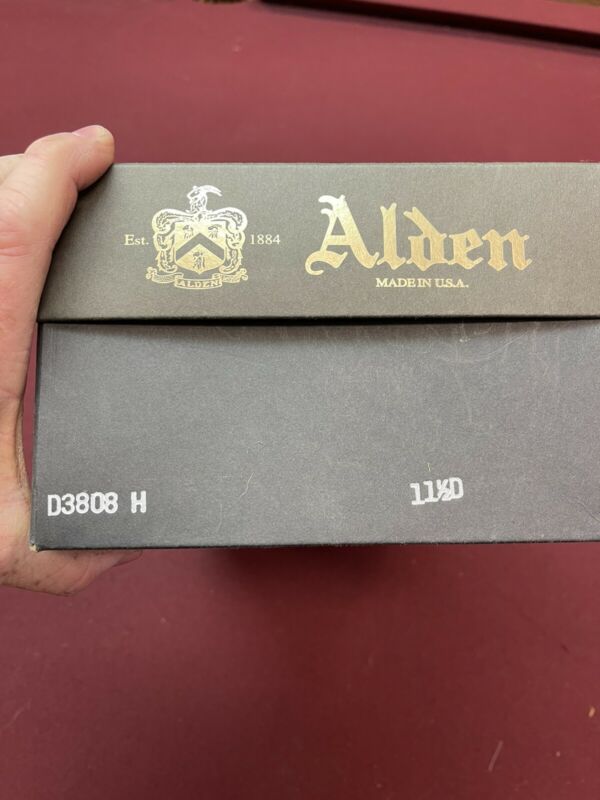 Est. 1884
ALDEN
Alden
MADE IN U.S.A.
D3808 H
11½D